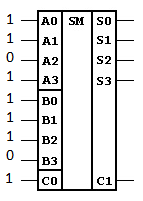 1 A0 SM S0
1 A1 S1
0 A2 S2
1 A3 S3
1 B0
1 B1
1 B2
0 B3
1 C0 C1